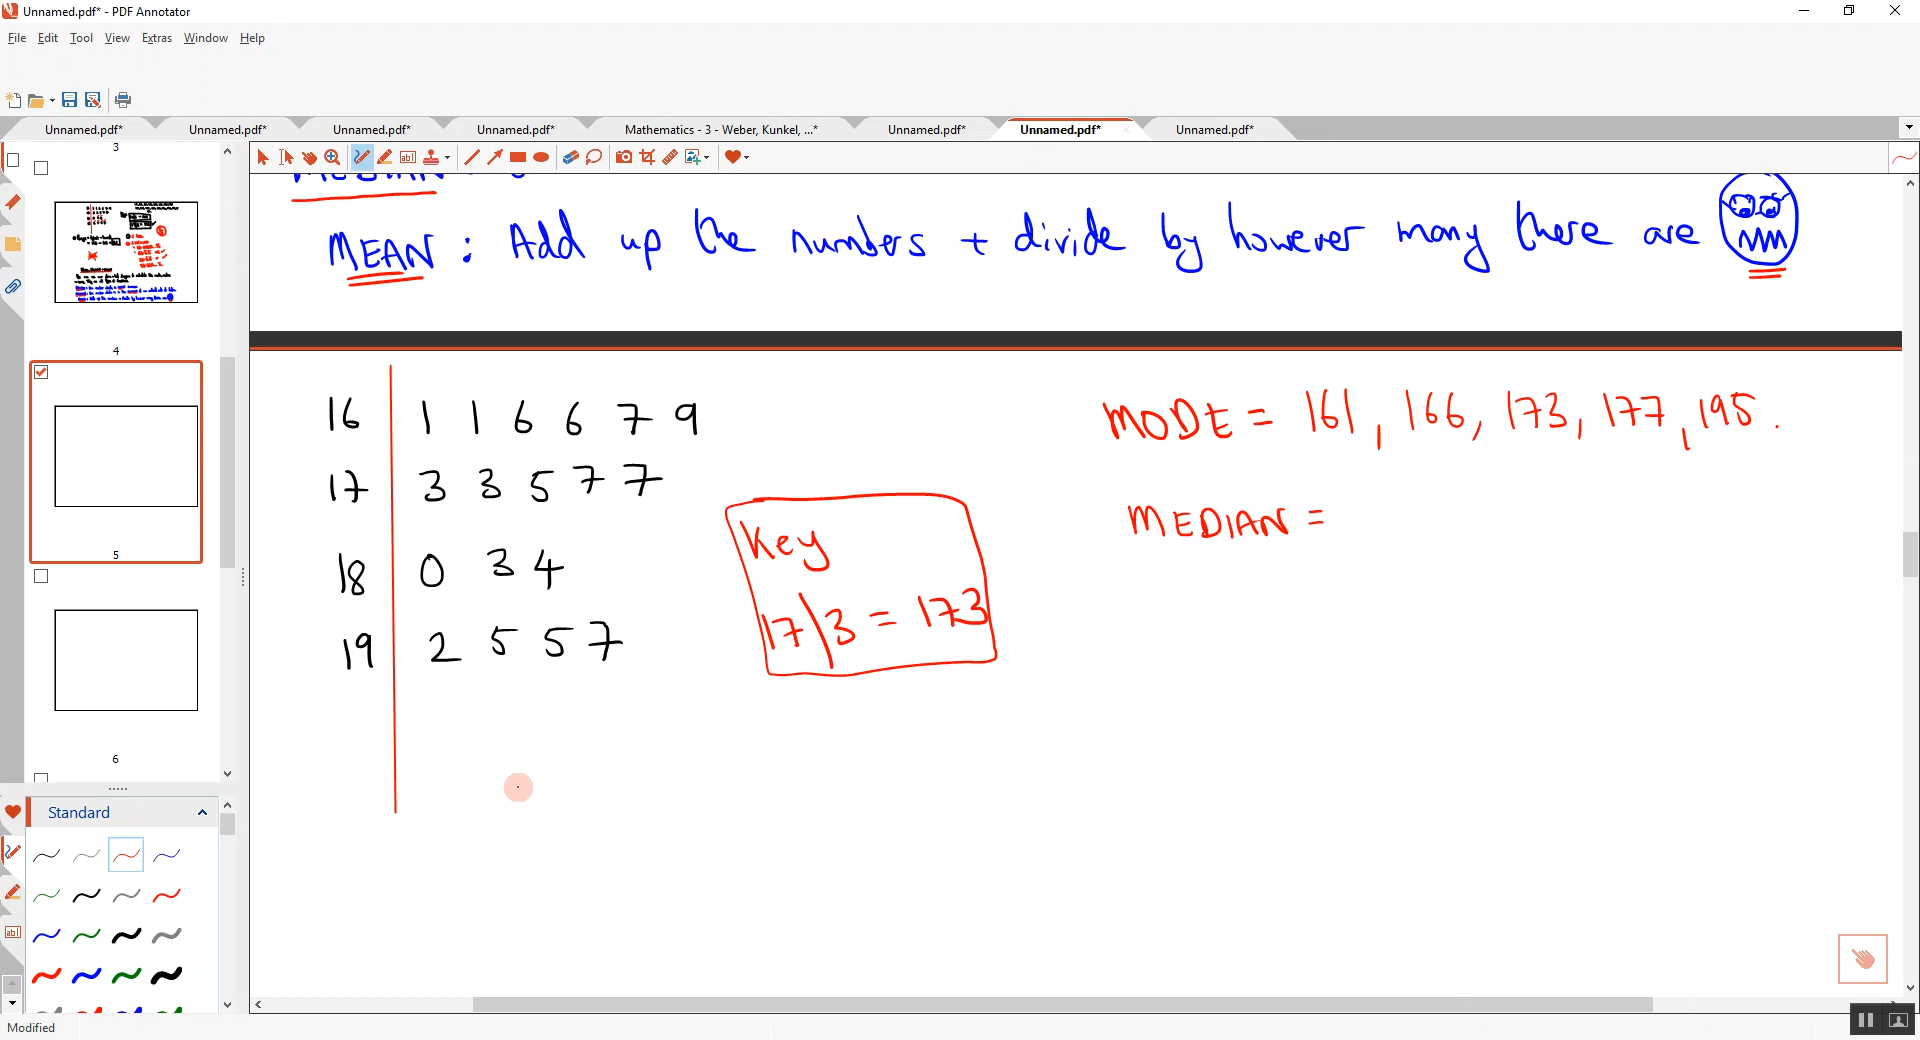 Unnamed.pdf* - PDF Annotator
File Edit Tool View Extras Window Help
Unnamed.pdf* Unnamed.pdf* Unnamed.pdf* Unnamed.pdf* Mathematics - 3 - Weber, Kunkel, ...* Unnamed.pdf* Unnamed.pdf* Unnamed.pdf*
3
4
5
6
Standard
Modified
MEAN : Add up the numbers + divide by however many there are
16 1 1 6 6 7 9
17 3 3 5 7 7
18 0 3 4
19 2 5 5 7
Key
17|3 = 173
MODE = 161, 166, 173, 177, 195.
MEDIAN =